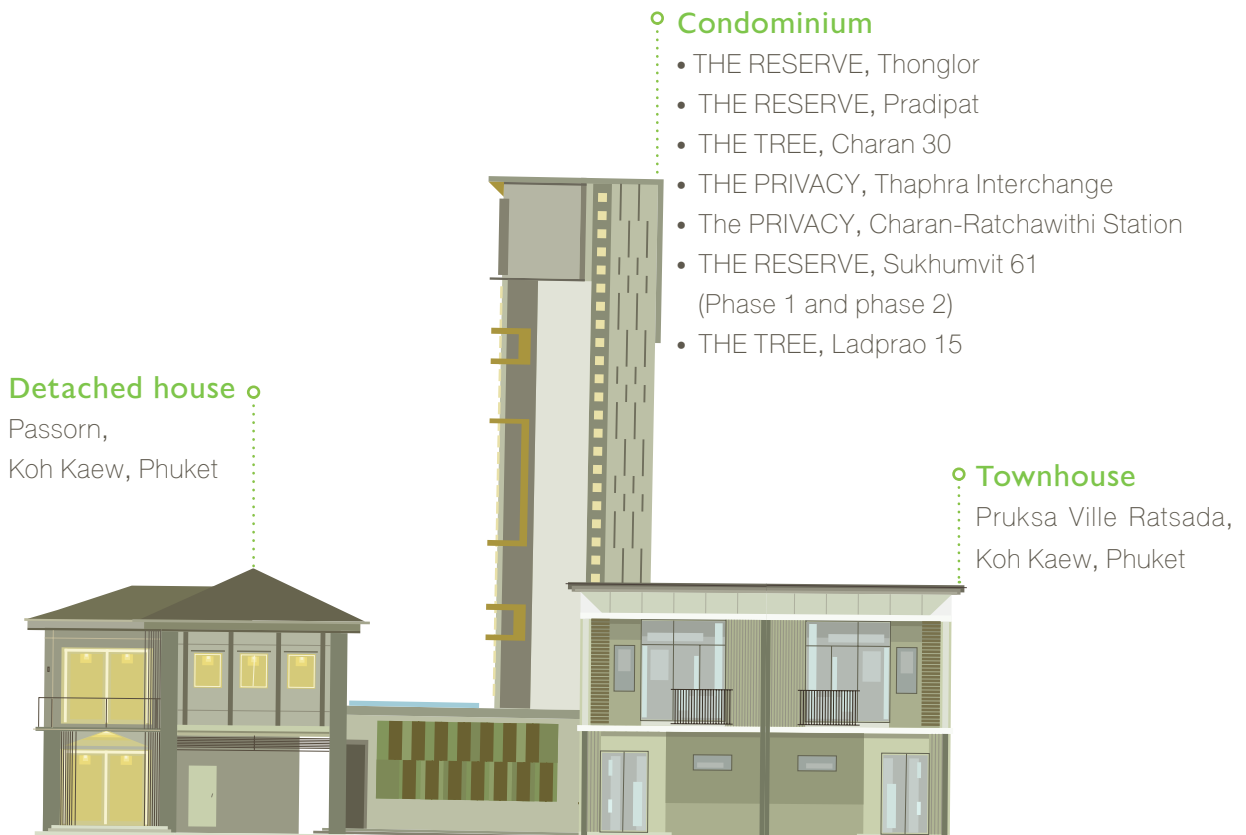 Condominium
• THE RESERVE, Thonglor
• THE RESERVE, Pradipat
• THE TREE, Charan 30
• THE PRIVACY, Thaphra Interchange
• The PRIVACY, Charan-Ratchawithi Station
• THE RESERVE, Sukhumvit 61
(Phase 1 and phase 2)
• THE TREE, Ladprao 15
Detached house
Passorn,
Koh Kaew, Phuket
Townhouse
Pruksa Ville Ratsada,
Koh Kaew, Phuket